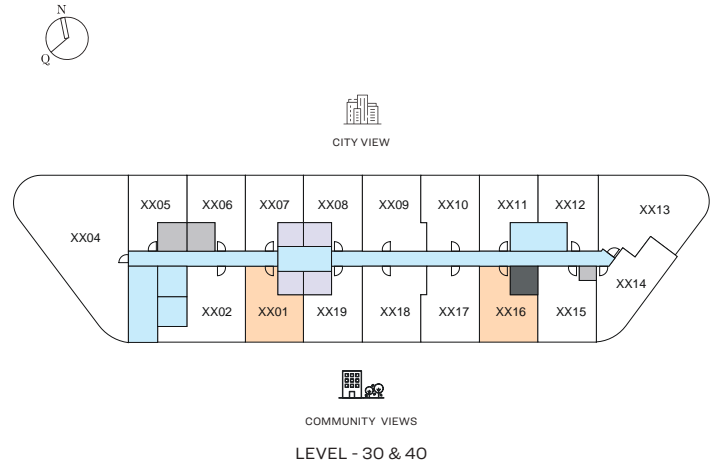 N
Q
CITY VIEW
XX05 XX06 XX07 XX08 XX09 XX10 XX11 XX12 XX13
XX04
XX14
XX02 XX01 XX19 XX18 XX17 XX16 XX15
COMMUNITY VIEWS
LEVEL - 30 & 40